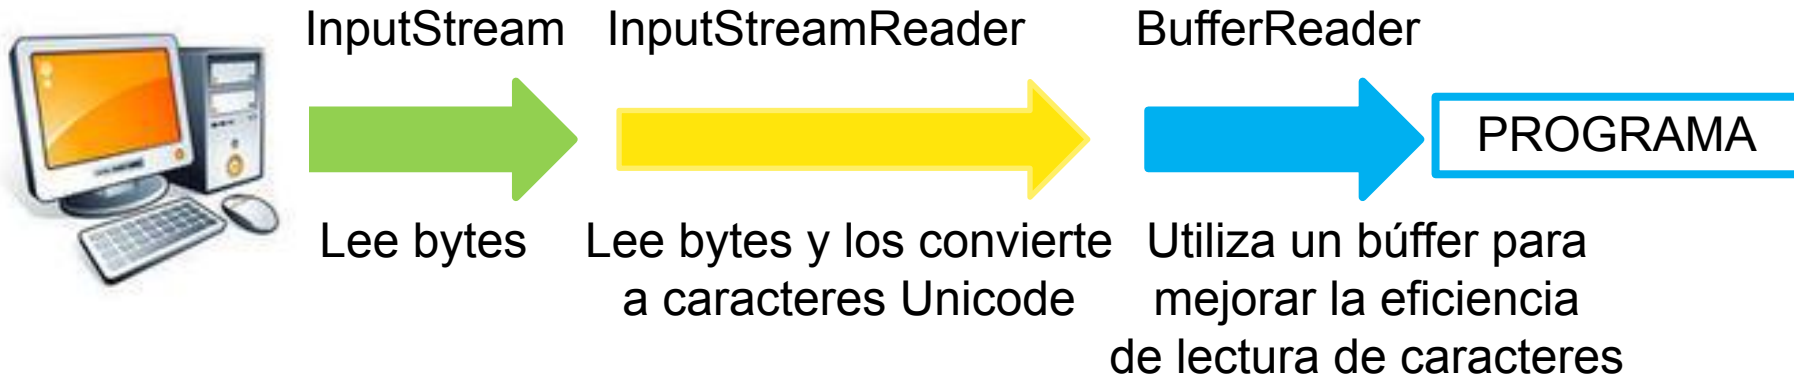 InputStream
InputStreamReader
BufferReader
PROGRAMA
Lee bytes
Lee bytes y los convierte
a caracteres Unicode
Utiliza un búffer para
mejorar la eficiencia
de lectura de caracteres